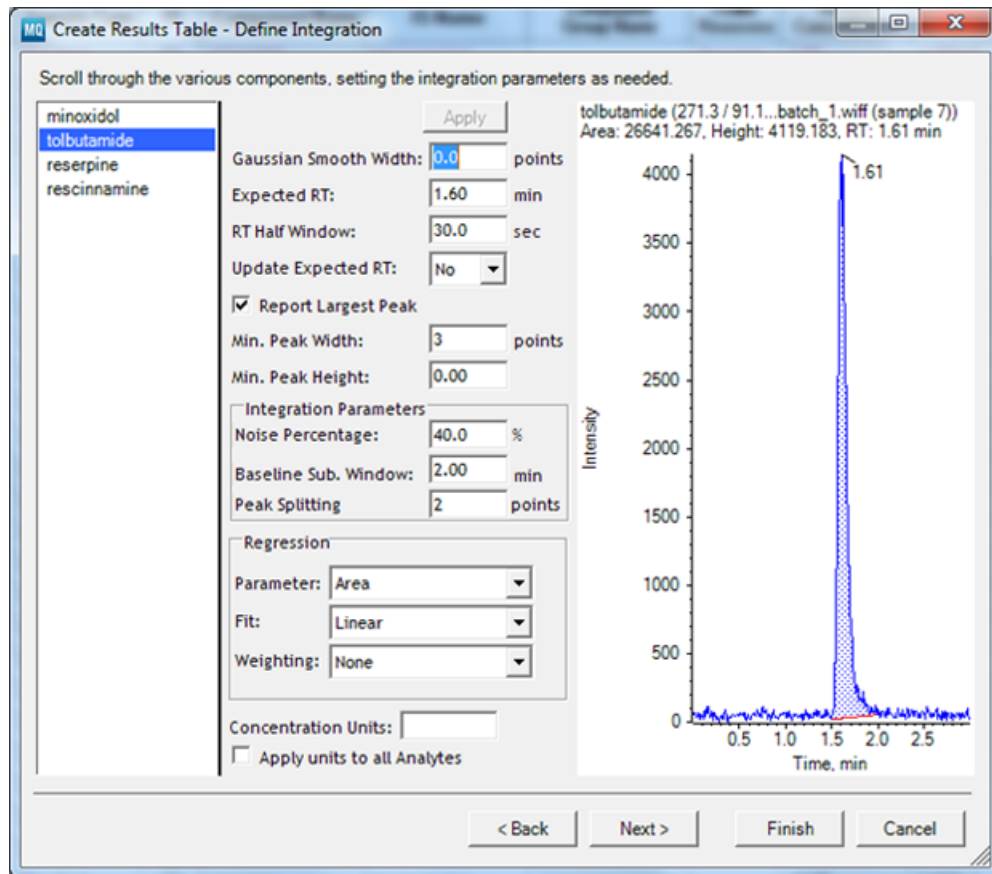 MQ Create Results Table - Define Integration
Scroll through the various components, setting the integration parameters as needed.
minoxidol
tolbutamide
reserpine
rescinnamine
Apply
Gaussian Smooth Width: 0.0 points
Expected RT: 1.60 min
RT Half Window: 30.0 sec
Update Expected RT: No
Report Largest Peak
Min. Peak Width: 3 points
Min. Peak Height: 0.00
Integration Parameters
Noise Percentage: 40.0 %
Baseline Sub. Window: 2.00 min
Peak Splitting 2 points
Regression
Parameter: Area
Fit: Linear
Weighting: None
Concentration Units:
Apply units to all Analytes
tolbutamide (271.3 / 91.1...batch_1.wiff (sample 7))
Area: 26641.267, Height: 4119.183, RT: 1.61 min
1.61
4000
3500
3000
2500
2000
1500
1000
500
0
Intensity
0.5 1.0 1.5 2.0 2.5
Time, min
< Back Next > Finish Cancel